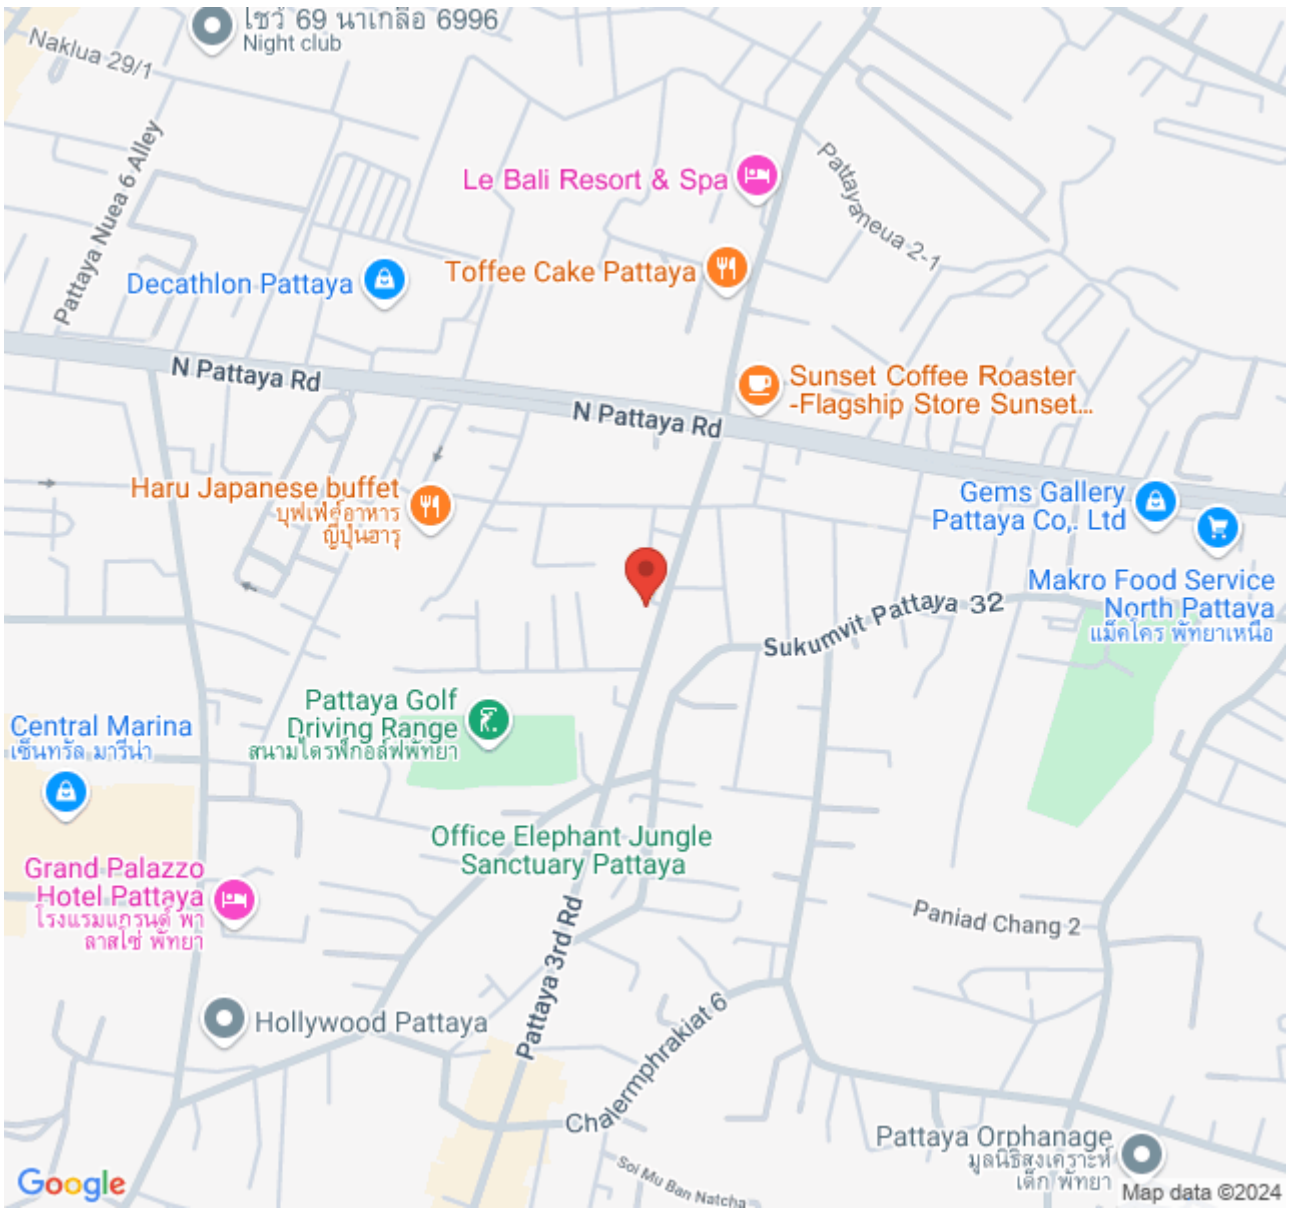 โชว์ 69 นาเกลือ 6996
Night club
Naklua 29/1
Pattaya Nuea 6 Alley
Le Bali Resort & Spa
Pattayaneua 2-1
Toffee Cake Pattaya
Decathlon Pattaya
N Pattaya Rd
Sunset Coffee Roaster
-Flagship Store Sunset...
N Pattaya Rd
Haru Japanese buffet
บุฟเฟ่ต์อาหาร
ญี่ปุ่นฮารุ
Gems Gallery
Pattaya Co,. Ltd
Makro Food Service
North Pattaya
แม็คโคร พัทยาเหนือ
Sukumvit Pattaya 32
Pattaya Golf
Driving Range
สนามไดรฟ์กอล์ฟพัทยา
Central Marina
เซ็นทรัล มารีน่า
Office Elephant Jungle
Sanctuary Pattaya
Grand Palazzo
Hotel Pattaya
โรงแรมแกรนด์ พา
ลาสโซ่ พัทยา
Paniad Chang 2
Pattaya 3rd Rd
Hollywood Pattaya
Chalermphrakiat 6
Pattaya Orphanage
มูลนิธิสงเคราะห์
เด็ก พัทยา
Soi Mu Ban Natcha
Google
Map data ©2024